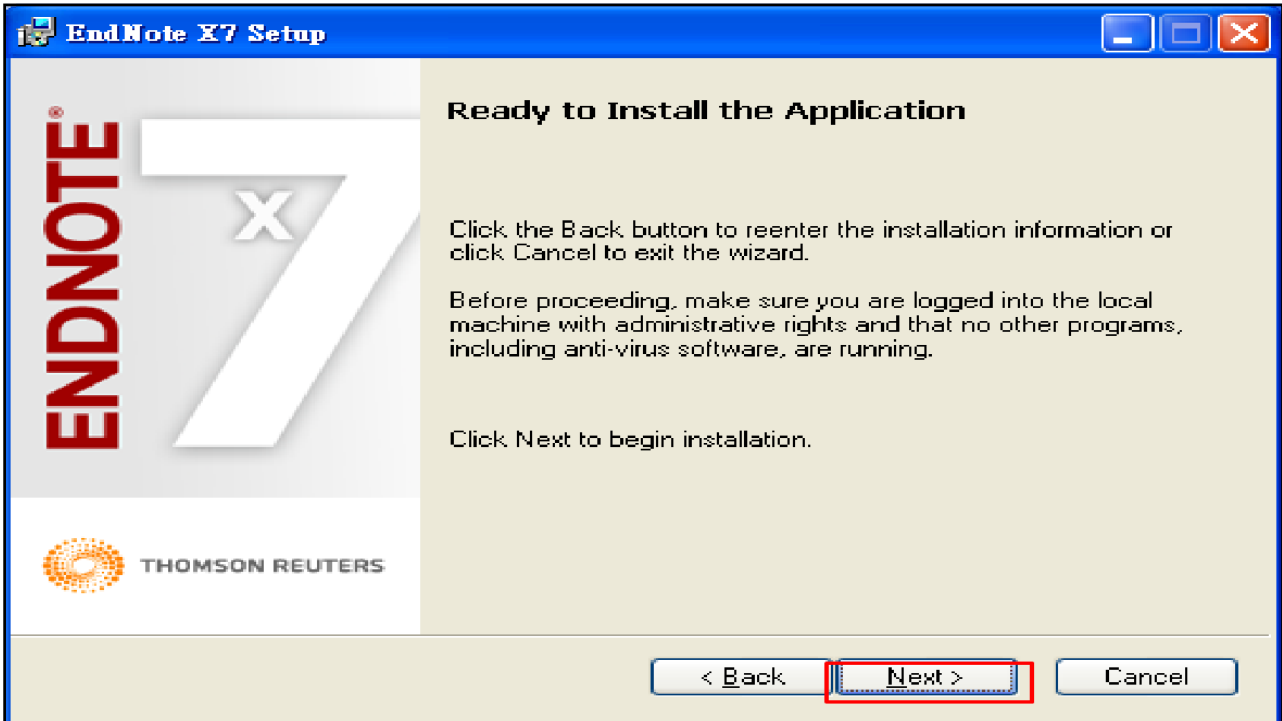 EndNote X7 Setup
ENDNOTE®
X7
Ready to Install the Application
Click the Back button to reenter the installation information or
click Cancel to exit the wizard.
Before proceeding, make sure you are logged into the local
machine with administrative rights and that no other programs,
including anti-virus software, are running.
Click Next to begin installation.
THOMSON REUTERS
< Back
Next >
Cancel